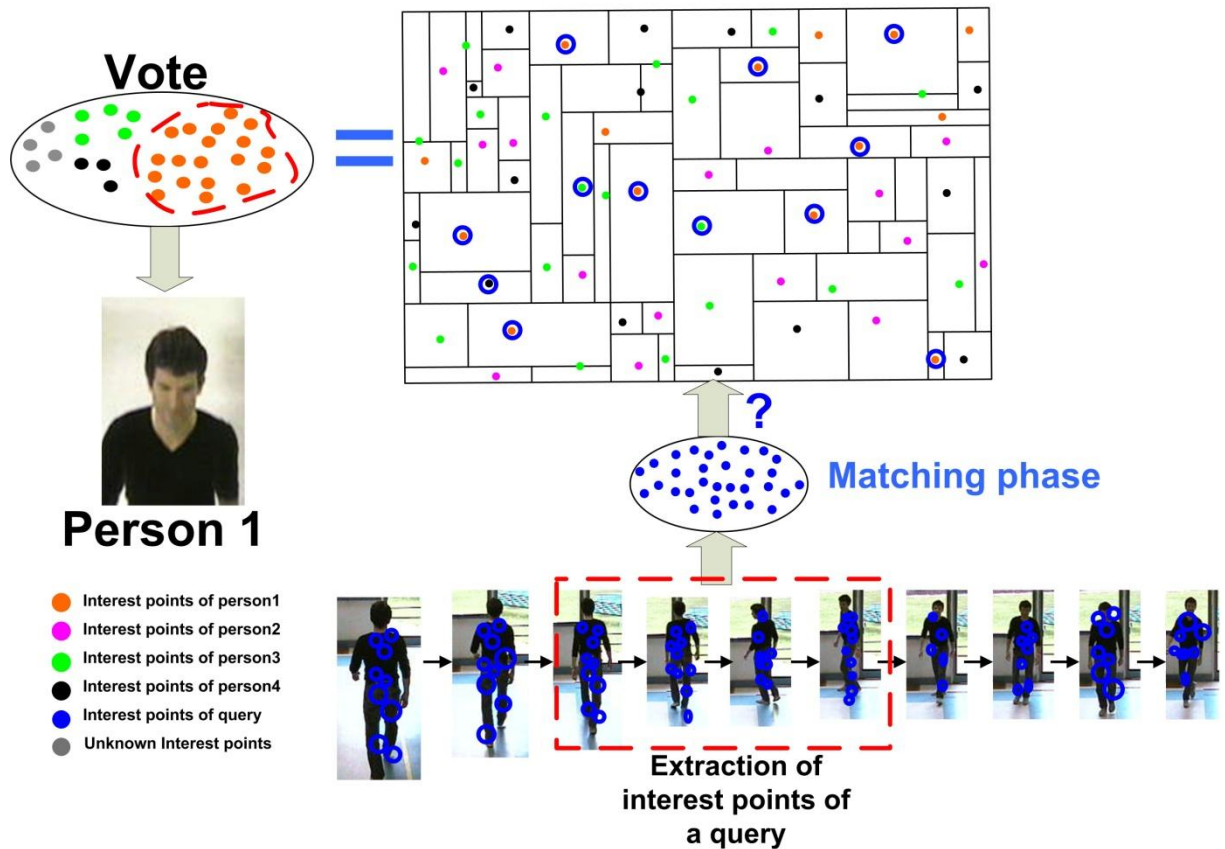 Vote
?
Matching phase
Person 1
Interest points of person1
Interest points of person2
Interest points of person3
Interest points of person4
Interest points of query
Unknown Interest points
Extraction of
interest points of
a query